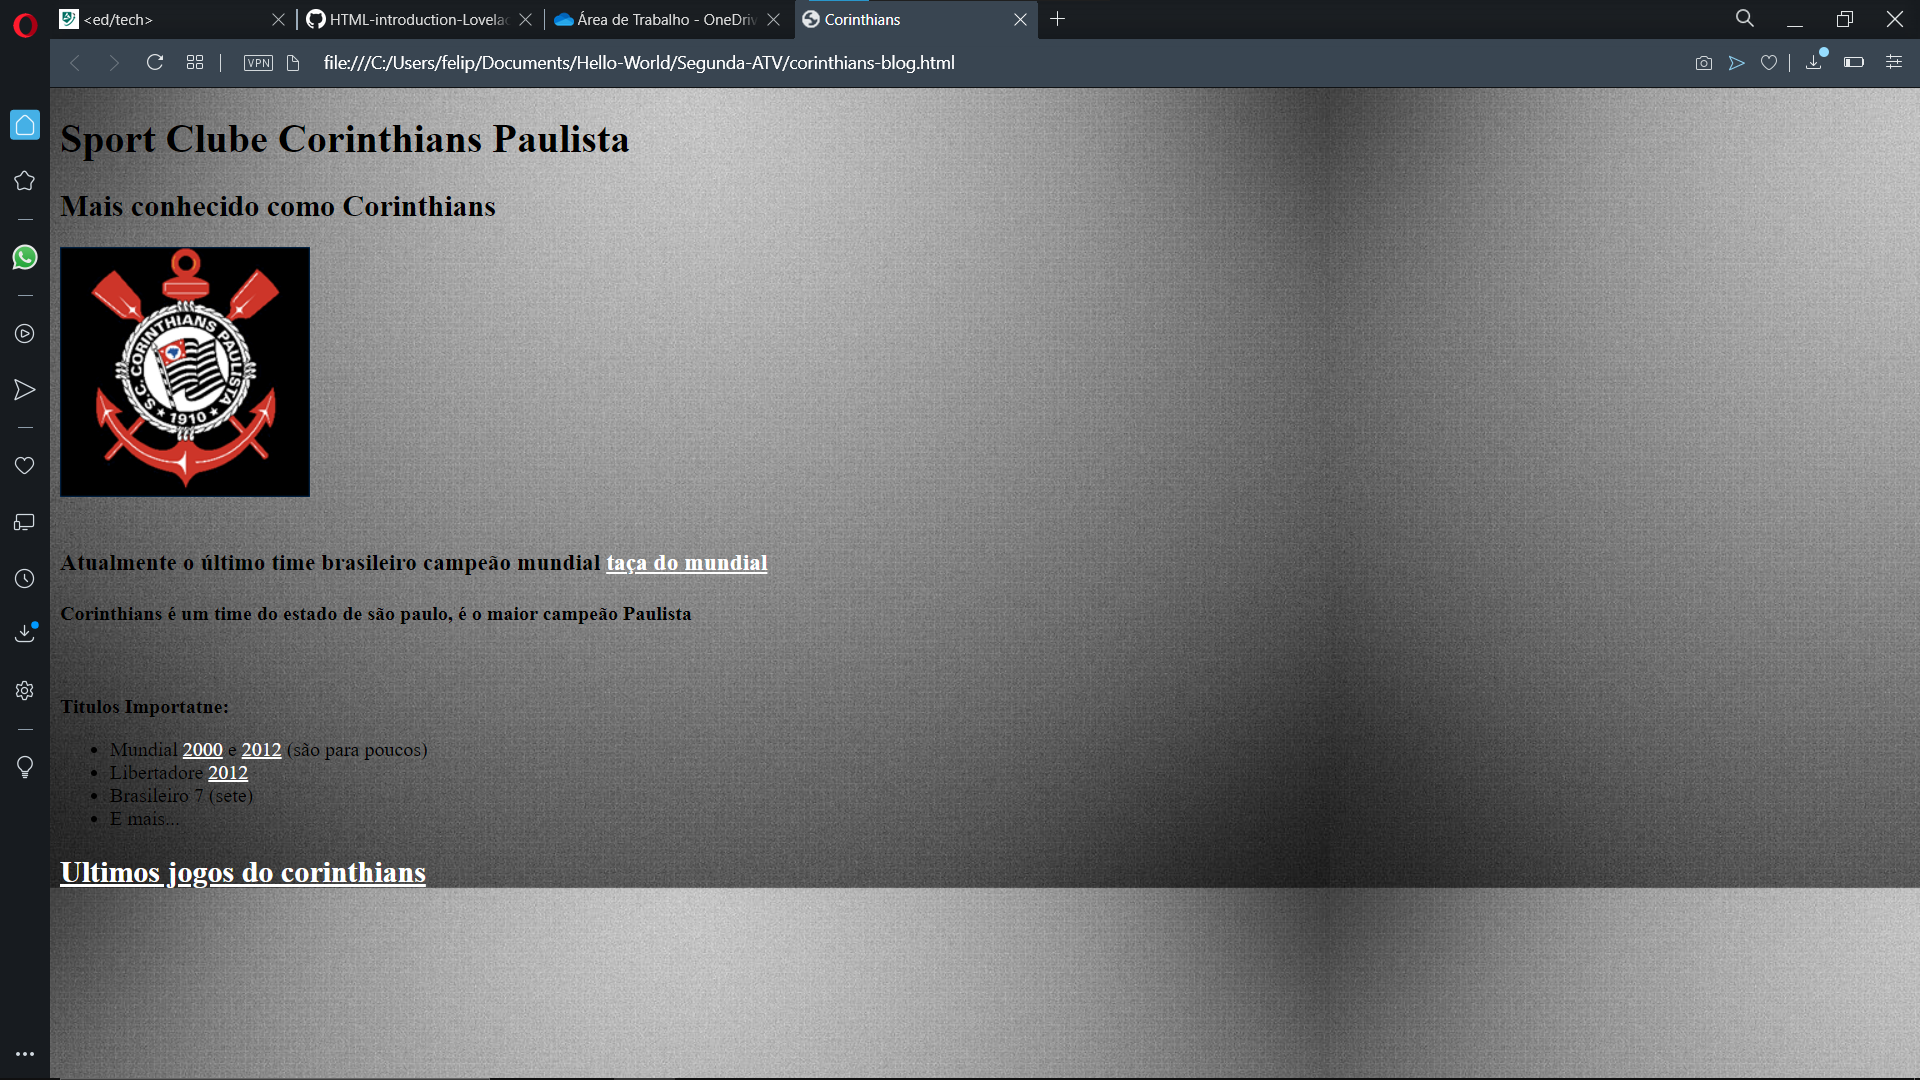 <ed/tech>
HTML-introduction-Lovelac
Área de Trabalho - OneDriv
Corinthians
VPN
file:///C:/Users/felip/Documents/Hello-World/Segunda-ATV/corinthians-blog.html
Sport Clube Corinthians Paulista
Mais conhecido como Corinthians
S.C. CORINTHIANS PAULISTA
1910
Atualmente o último time brasileiro campeão mundial taça do mundial
Corinthians é um time do estado de são paulo, é o maior campeão Paulista
Titulos Importatne:
Mundial 2000 e 2012 (são para poucos)
Libertadore 2012
Brasileiro 7 (sete)
E mais...
Ultimos jogos do corinthians